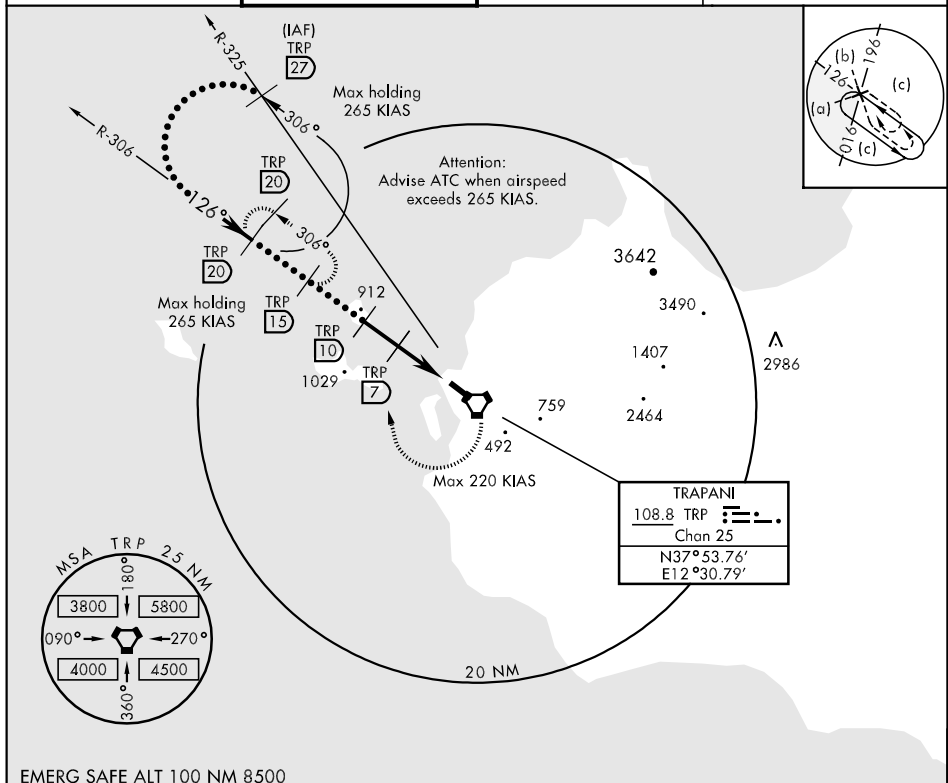 (IAF)
TRP
27
R-325
Max holding
265 KIAS
306°
R-306
126°
TRP
20
306°
TRP
20
Max holding
265 KIAS
TRP
15
912
TRP
10
1029
TRP
7
Attention:
Advise ATC when airspeed
exceeds 265 KIAS.
3642
3490
2986
1407
2464
759
492
Max 220 KIAS
TRAPANI
108.8 TRP
Chan 25
N37°53.76'
E12°30.79'
20 NM
(b)
196
126
(c)
(a)
016
(c)
MSA TRP 25 NM
180°
3800
5800
090°
270°
4000
4500
360°
EMERG SAFE ALT 100 NM 8500